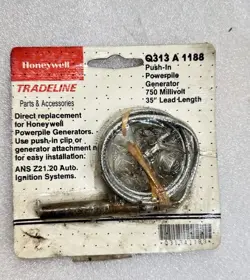 Honeywell
TRADELINE
Parts & Accessories
Q313 A 1188
Push-In
Powerpile
Generator
750 Millivolt
35" Lead Length
Direct replacement
for Honeywell
Powerpile Generators.
Use push-in clip or
generator attachment n
for easy installation.
ANS Z21.20 Auto.
Ignition Systems.